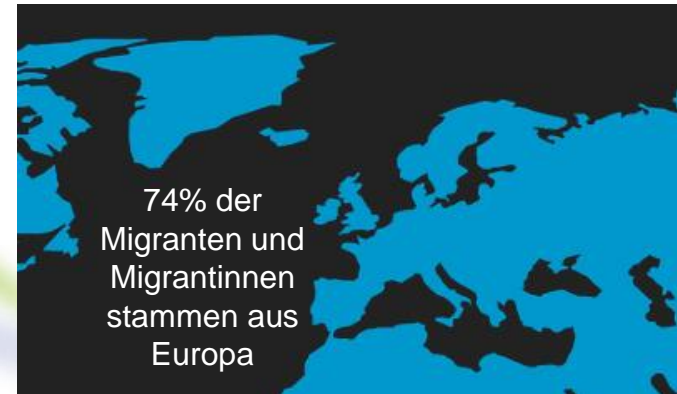 74% der
Migranten und
Migrantinnen
stammen aus
Europa